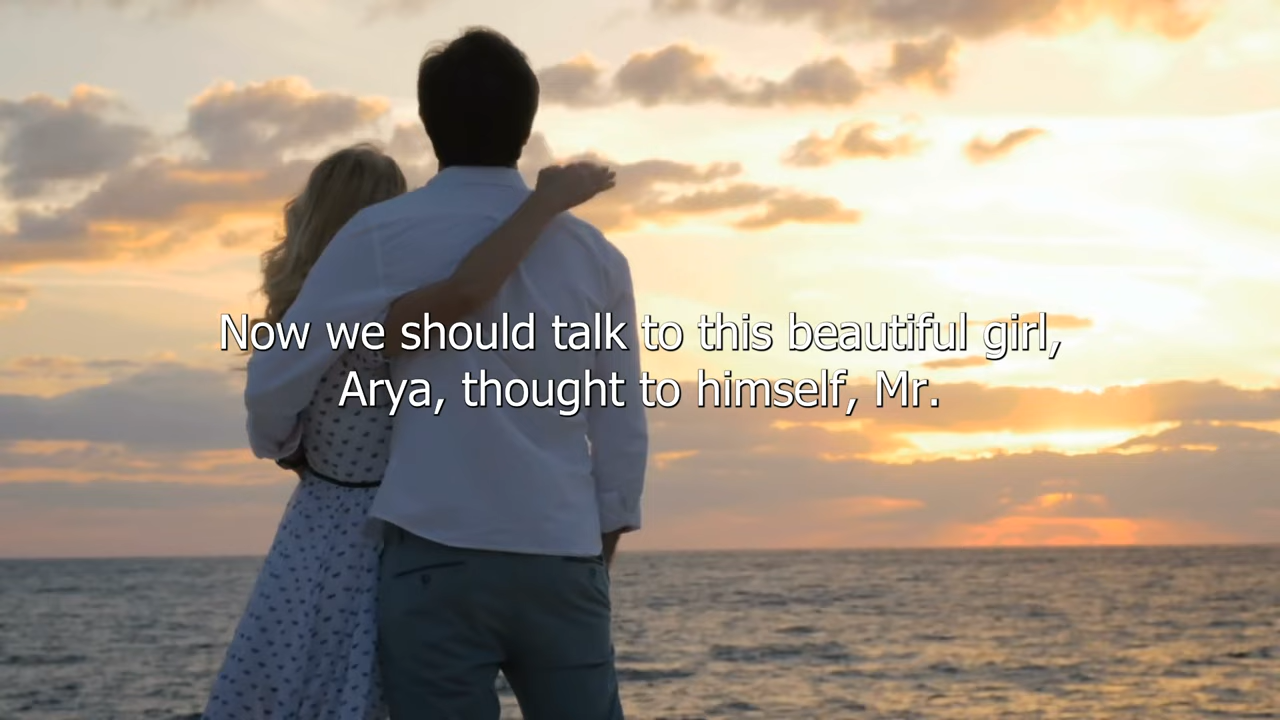 Now we should talk to this beautiful girl,
Arya, thought to himself, Mr.